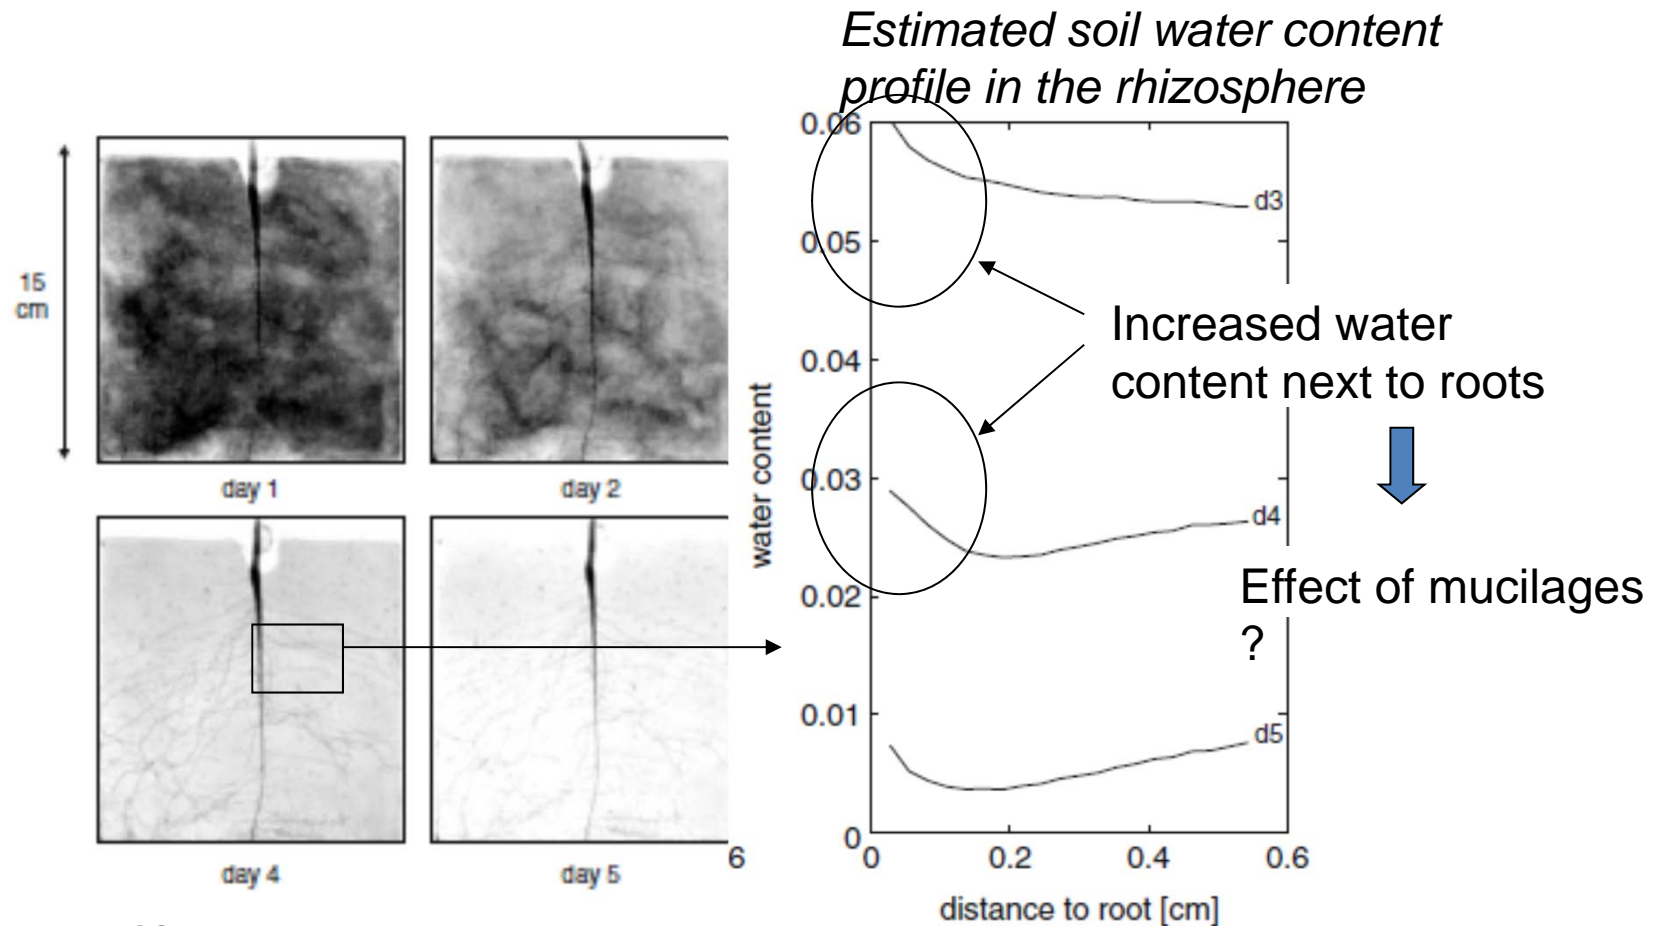 Estimated soil water content
profile in the rhizosphere
15
cm
day 1
day 2
day 4
day 5
6
water content
0.06
0.05
0.04
0.03
0.02
0.01
0
0
0.2
0.4
0.6
distance to root [cm]
d3
d4
d5
Increased water
content next to roots
Effect of mucilages
?